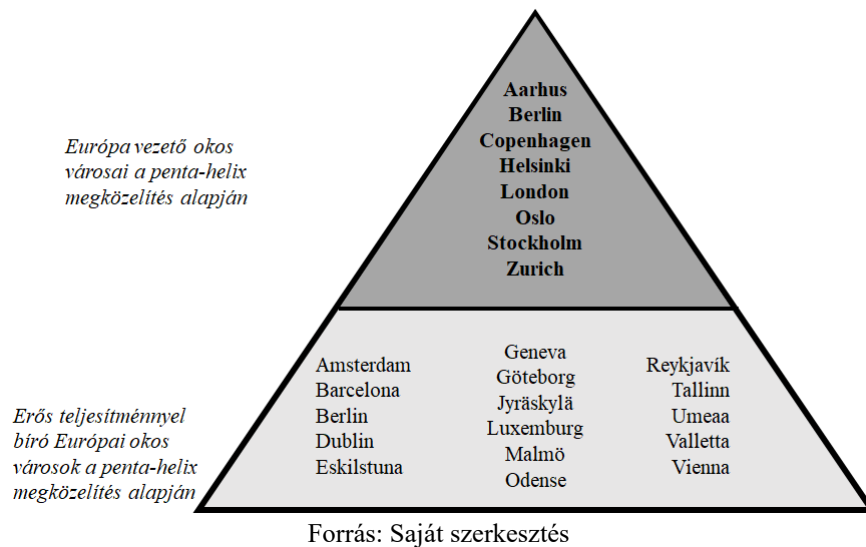 Európa vezető okos
városai a penta-helix
megközelítés alapján
Aarhus
Berlin
Copenhagen
Helsinki
London
Oslo
Stockholm
Zurich
Erős teljesítménnyel
bíró Európai okos
városok a penta-helix
megközelítés alapján
Amsterdam
Barcelona
Berlin
Dublin
Eskilstuna
Geneva
Göteborg
Jyräskylä
Luxemburg
Malmö
Odense
Reykjavík
Tallinn
Umeaa
Valletta
Vienna
Forrás: Saját szerkesztés